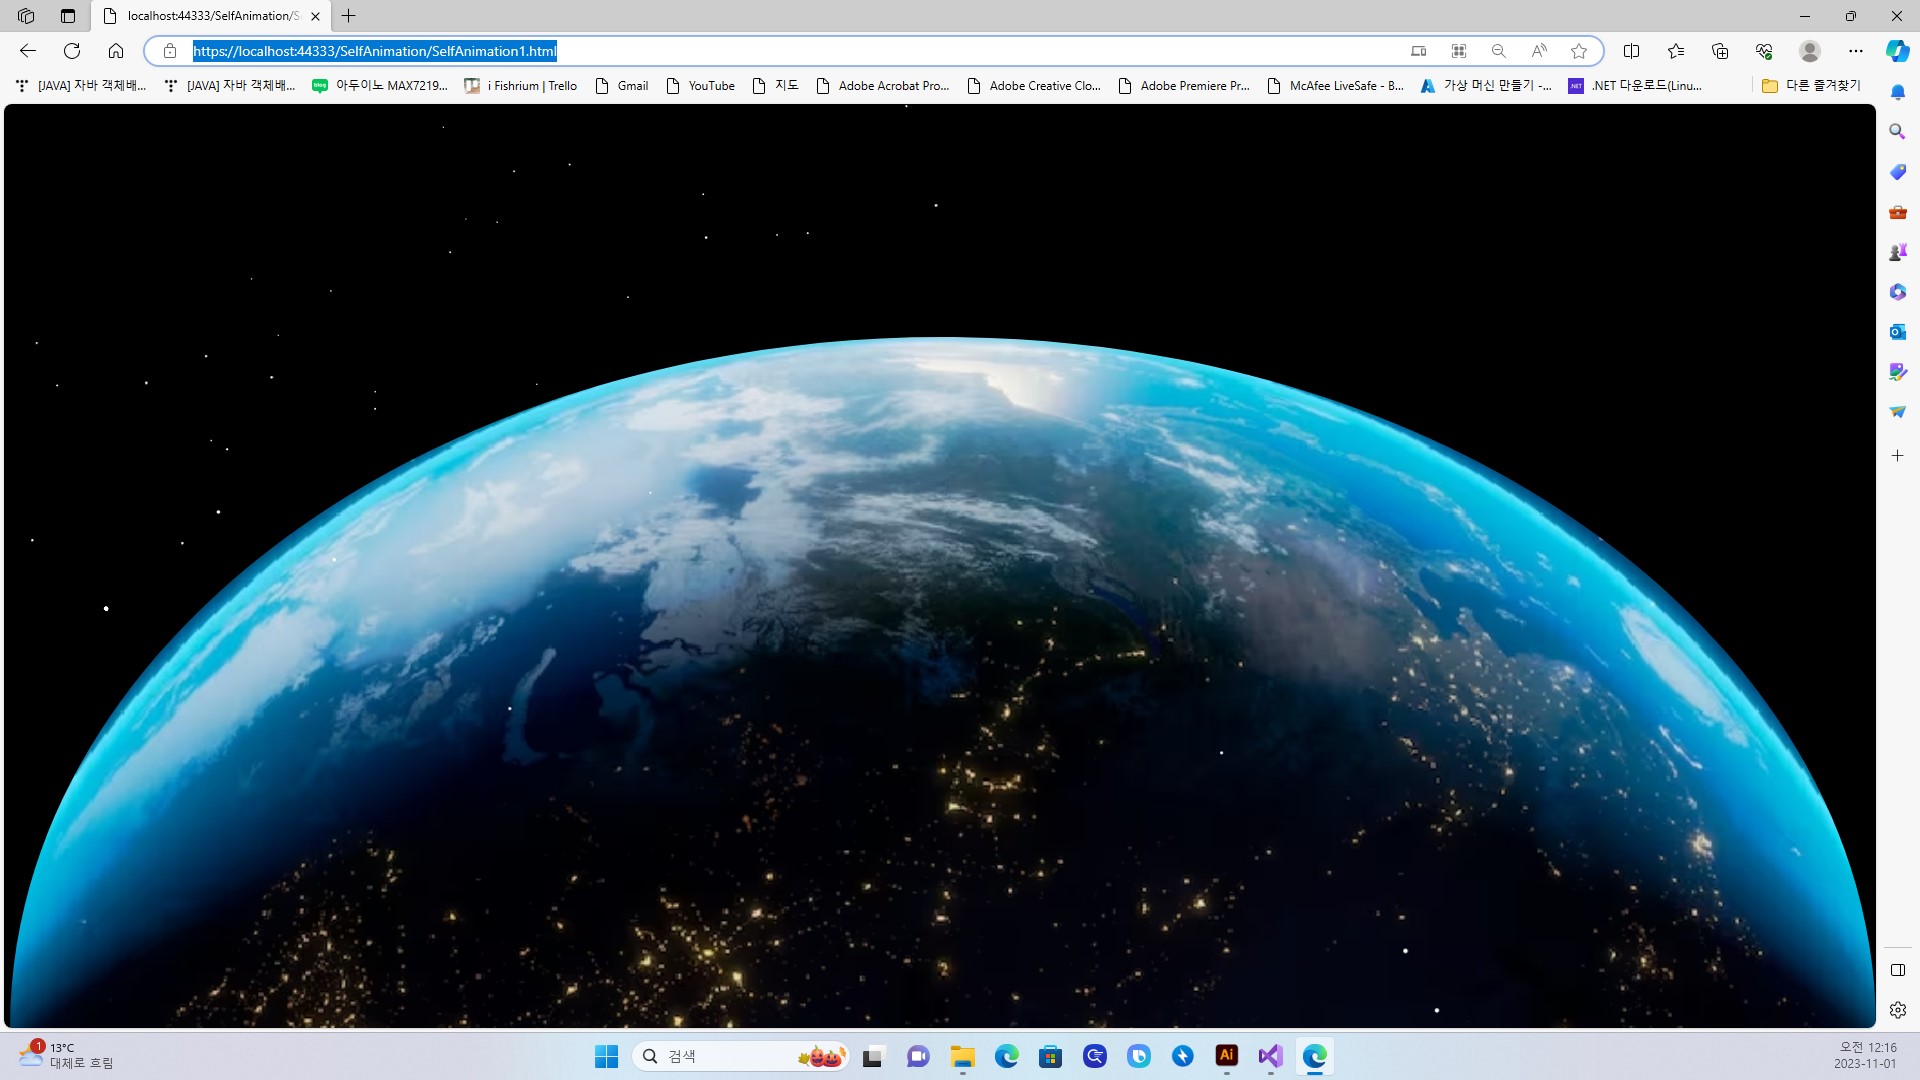 localhost:44333/SelfAnimation/S
https://localhost:44333/SelfAnimation/SelfAnimation1.html
[JAVA] 자바 객체배... [JAVA] 자바 객체배... 아두이노 MAX7219... i Fishrium | Trello Gmail YouTube 지도 Adobe Acrobat Pro... Adobe Creative Clo... Adobe Premiere Pr... McAfee LiveSafe - B... 가상 머신 만들기 -... .NET 다운로드(Linu... 다른 즐겨찾기
1
13°C
대체로 흐림
검색
Ai
오전 12:16
2023-11-01